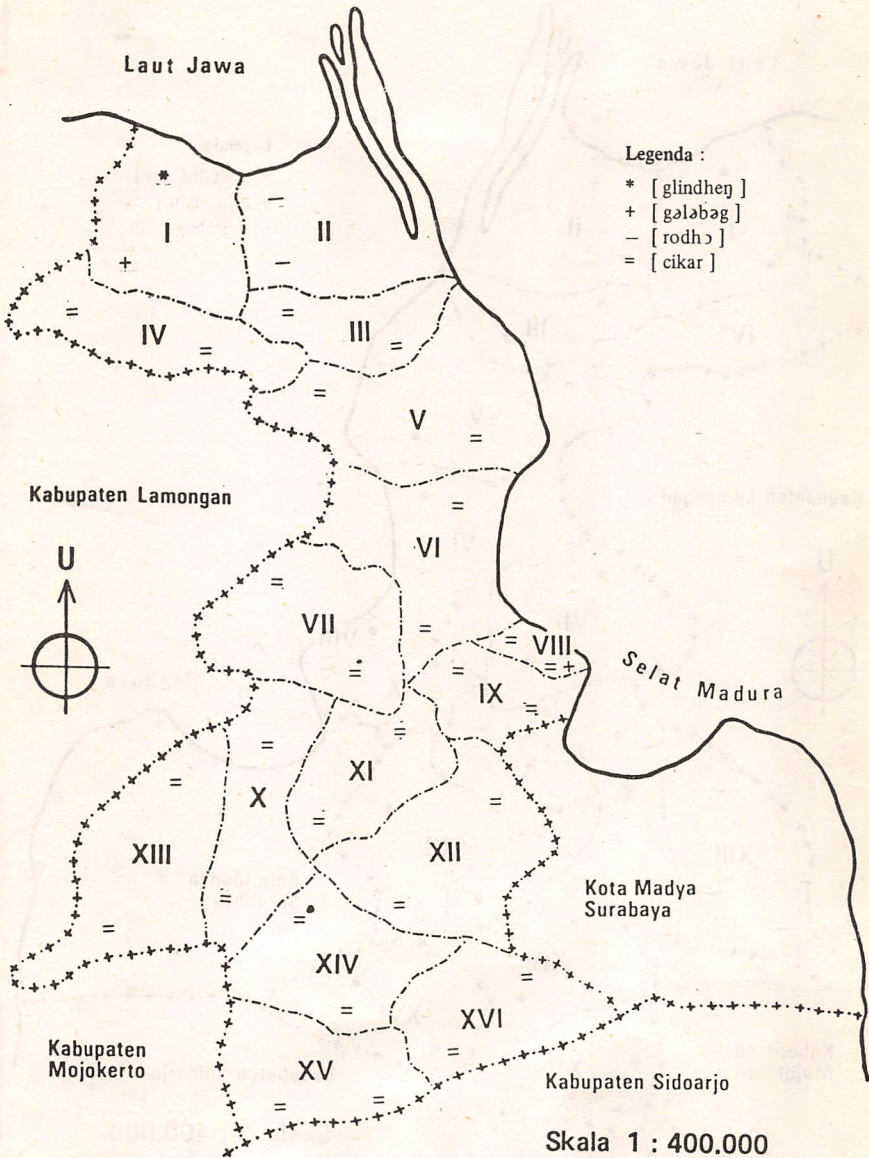 Laut Jawa
Legenda :
* [ glindheŋ ]
+ [ gələbəg ]
– [ rodhɔ ]
= [ cikar ]
I
II
III
IV
V
Kabupaten Lamongan
U
VI
VII
VIII
Selat Madura
IX
X
XI
XII
XIII
Kota Madya
Surabaya
XIV
XVI
Kabupaten
Mojokerto
XV
Kabupaten Sidoarjo
Skala 1 : 400.000